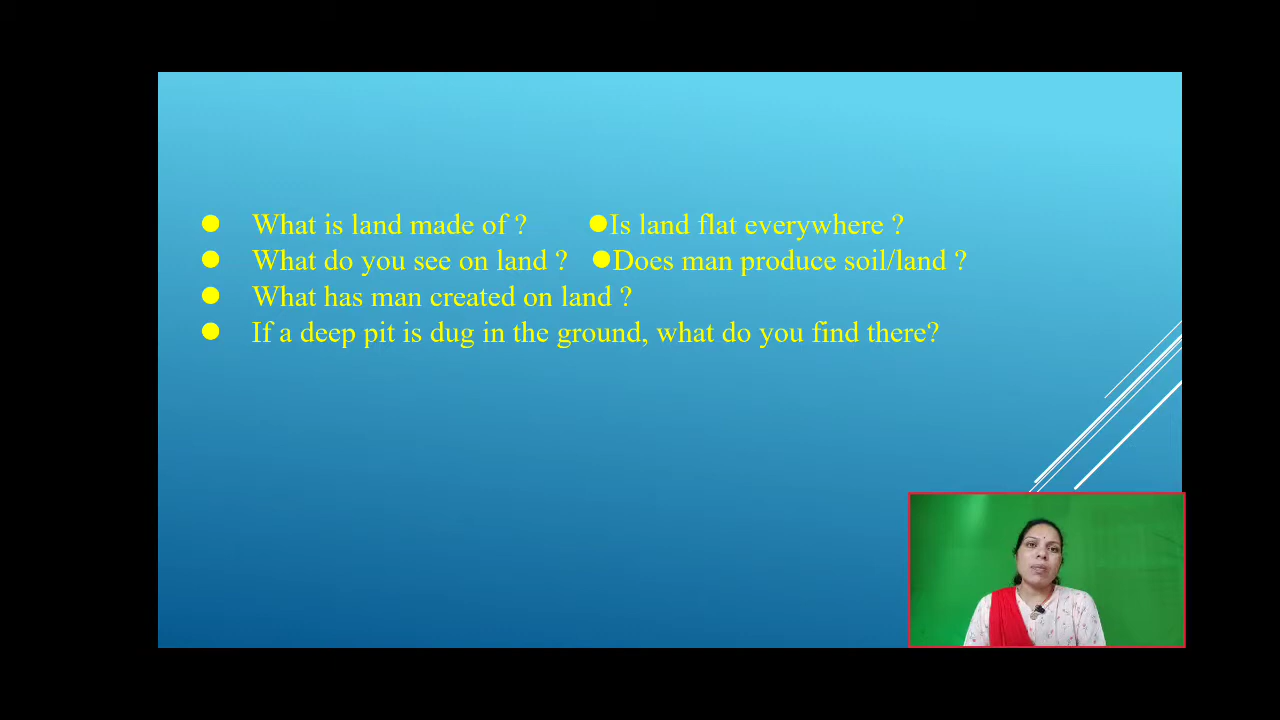 ● What is land made of ? ●Is land flat everywhere ?
● What do you see on land ? ●Does man produce soil/land ?
● What has man created on land ?
● If a deep pit is dug in the ground, what do you find there?